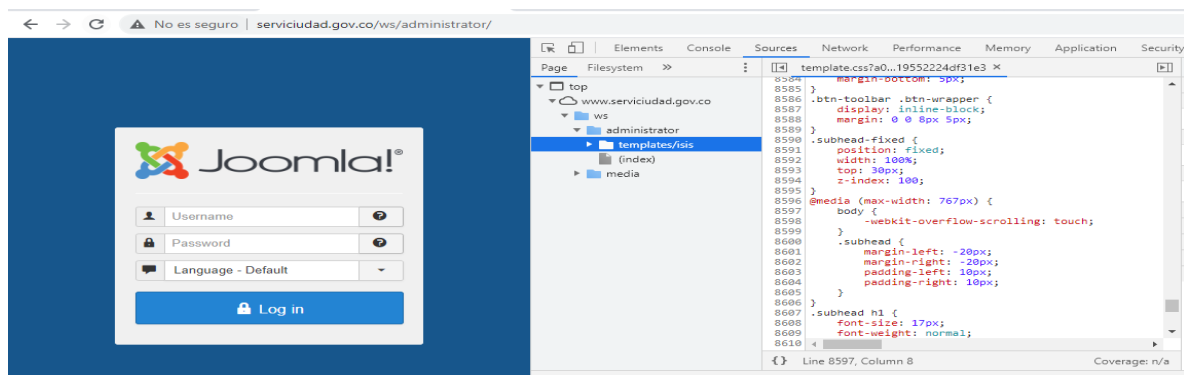 No es seguro | serviciudad.gov.co/ws/administrator/
Joomla!®
Username
Password
Language - Default
Log in
Elements Console Sources Network Performance Memory Application Security
Page Filesystem »
template.css?a0...19552224df31e3 ×
top
www.serviciudad.gov.co
ws
administrator
templates/isis
(index)
media
8584 margin-bottom: 5px;
8585 }
8586 .btn-toolbar .btn-wrapper {
8587 display: inline-block;
8588 margin: 0 0 8px 5px;
8589 }
8590 .subhead-fixed {
8591 position: fixed;
8592 width: 100%;
8593 top: 30px;
8594 z-index: 100;
8595 }
8596 @media (max-width: 767px) {
8597 body {
8598 -webkit-overflow-scrolling: touch;
8599 }
8600 .subhead {
8601 margin-left: -20px;
8602 margin-right: -20px;
8603 padding-left: 10px;
8604 padding-right: 10px;
8605 }
8606 }
8607 .subhead h1 {
8608 font-size: 17px;
8609 font-weight: normal;
8610
{} Line 8597, Column 8
Coverage: n/a